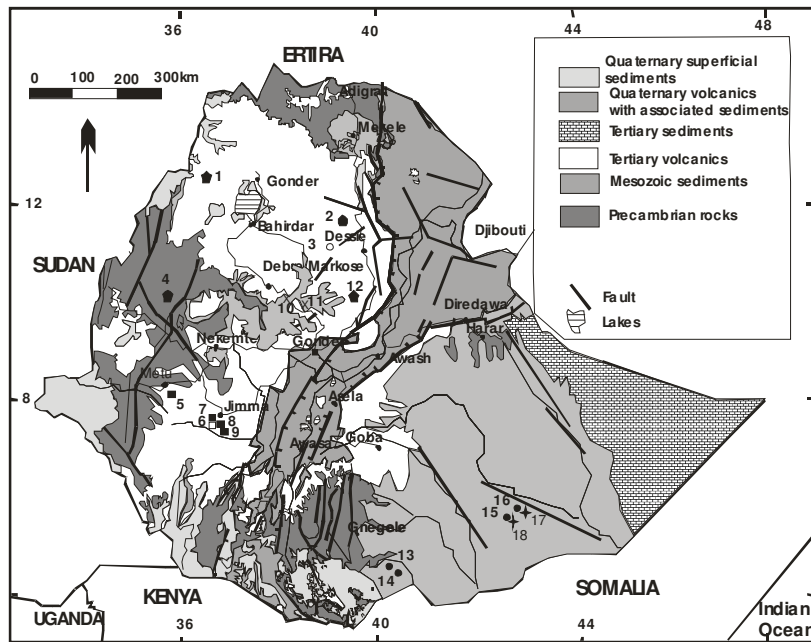 36
40
44
48
ERTIRA
0 100 200 300km
Adigrat
Mekele
Quaternary superficial
sediments
Quaternary volcanics
with associated sediments
Tertiary sediments
Tertiary volcanics
Mesozoic sediments
Precambrian rocks
Fault
Lakes
1
Gonder
12
2
Bahirdar
3
Dessie
Djibouti
SUDAN
Debra Markose
4
12
11
10
Diredawa
Harar
Nekemte
Gonder
Awash
Metu
8
5
Asela
7
Jimma
6
8
9
Awasa
Goba
16
15
17
18
Gnegele
13
14
KENYA
SOMALIA
UGANDA
Indian
Ocean
36
40
44